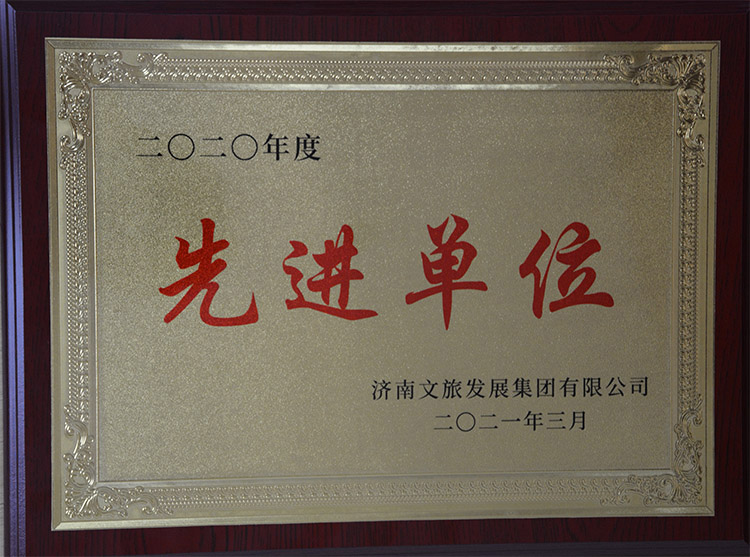 二〇二〇年度
先进单位
济南文旅发展集团有限公司
二〇二一年三月